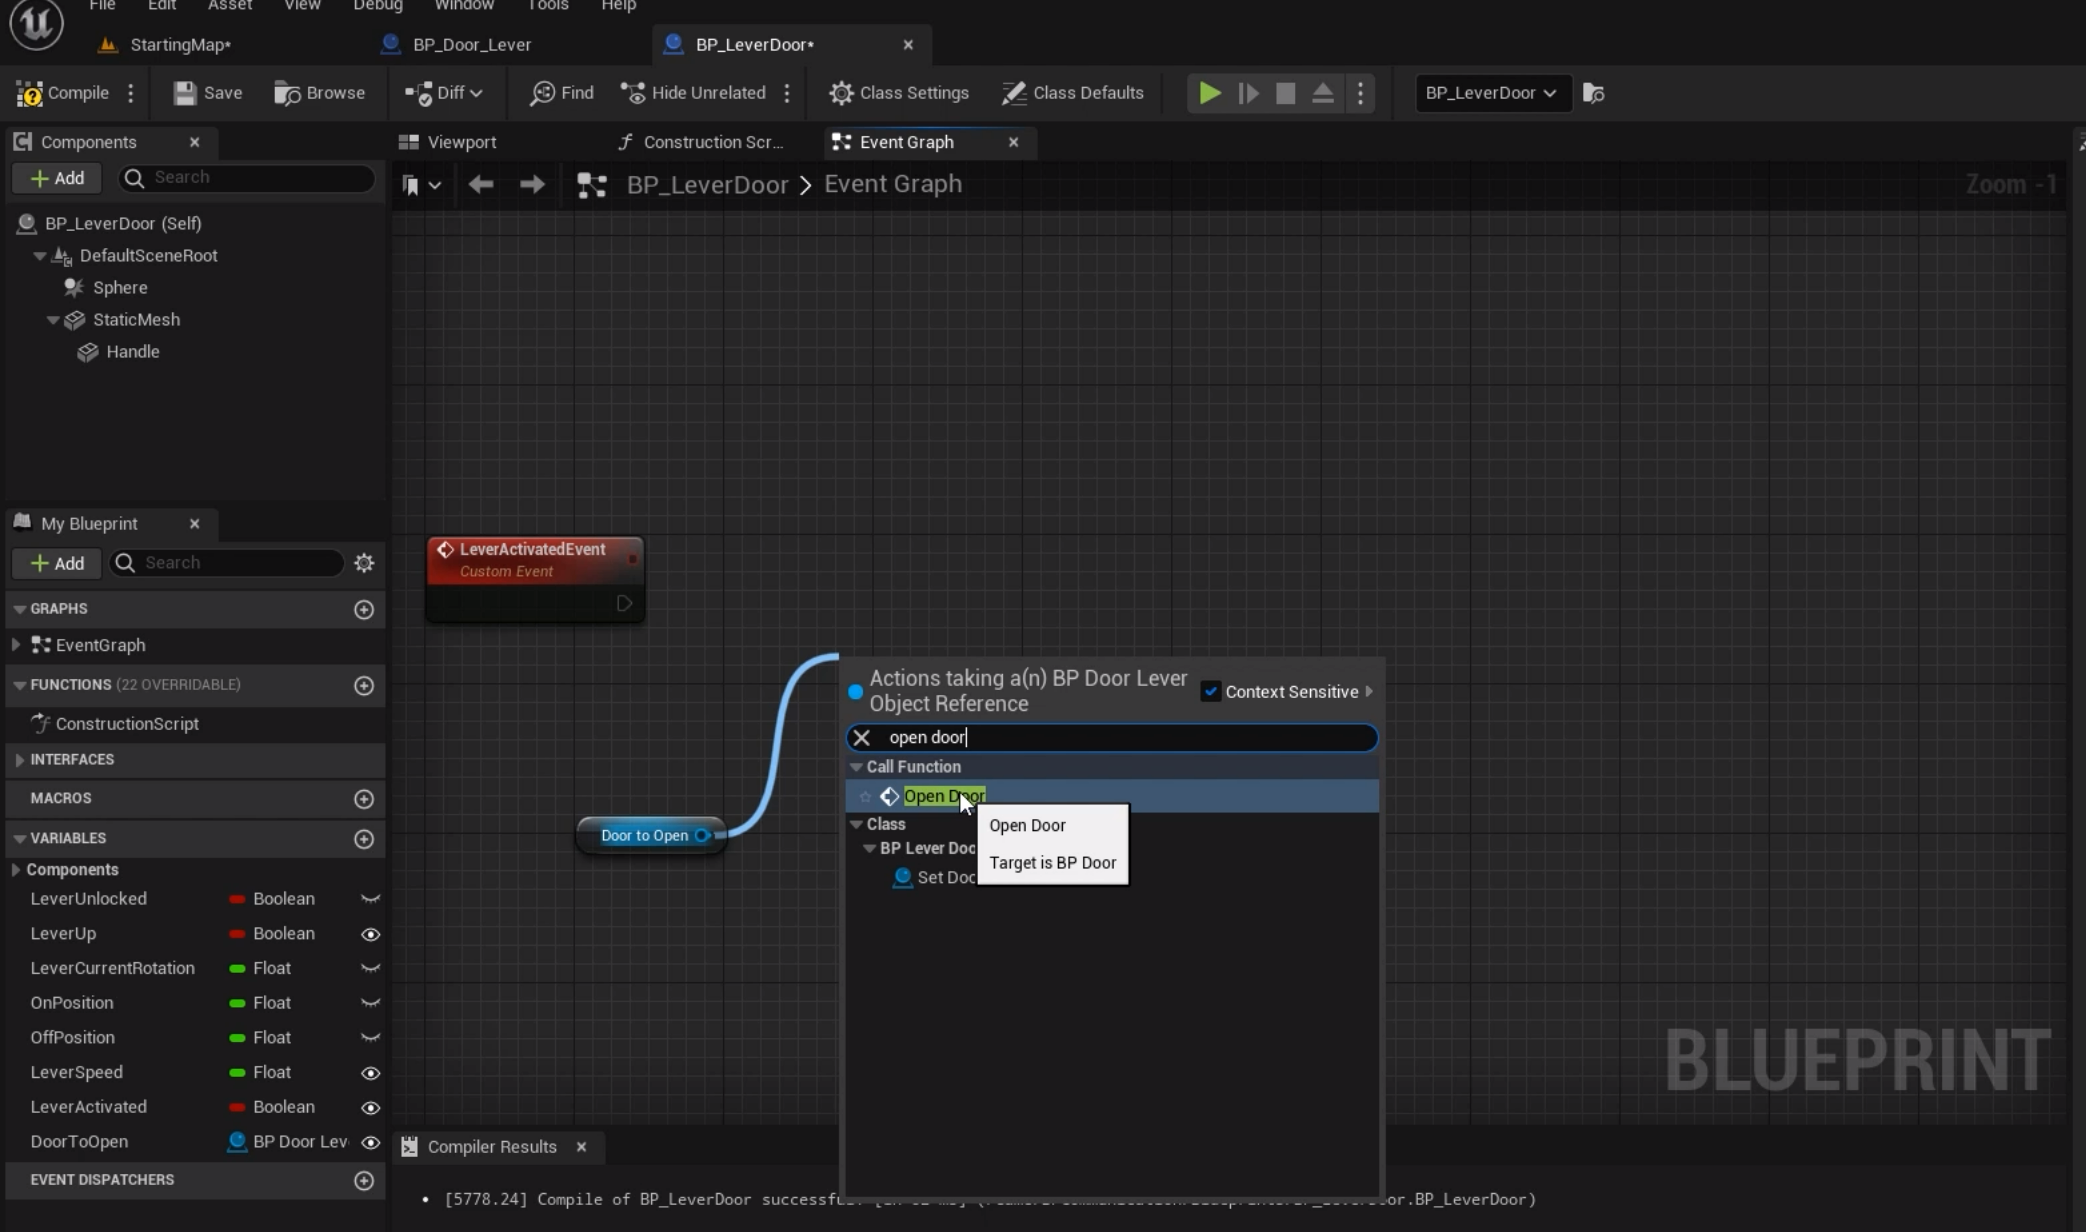 File Edit Asset View Debug Window Tools Help
StartingMap* BP_Door_Lever BP_LeverDoor*
Compile Save Browse Diff Find Hide Unrelated Class Settings Class Defaults BP_LeverDoor
Components Viewport Construction Scr... Event Graph
Add Search BP_LeverDoor > Event Graph Zoom -1
BP_LeverDoor (Self)
DefaultSceneRoot
Sphere
StaticMesh
Handle
My Blueprint
Add Search
GRAPHS
EventGraph
FUNCTIONS (22 OVERRIDABLE)
ConstructionScript
INTERFACES
MACROS
VARIABLES
Components
LeverUnlocked Boolean
LeverUp Boolean
LeverCurrentRotation Float
OnPosition Float
OffPosition Float
LeverSpeed Float
LeverActivated Boolean
DoorToOpen BP Door Lev
EVENT DISPATCHERS
LeverActivatedEvent
Custom Event
Door to Open
Actions taking a(n) BP Door Lever
Object Reference
Context Sensitive
open door
Call Function
Open Door
Class
BP Lever Doo
Set Doo
Open Door
Target is BP Door
BLUEPRINT
Compiler Results
[5778.24] Compile of BP_LeverDoor successful .BP_LeverDoor)